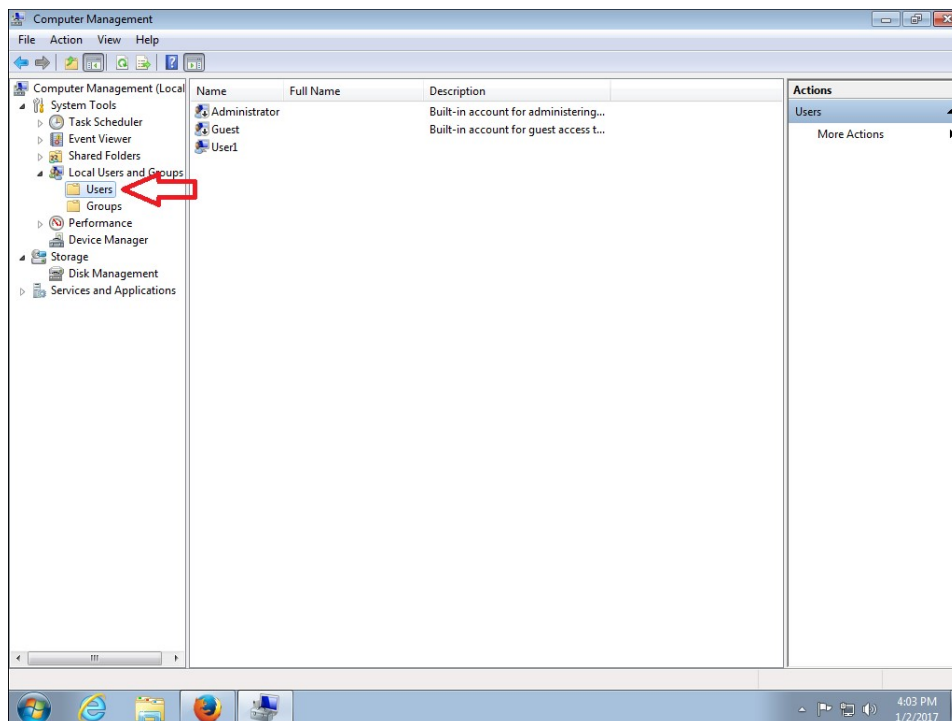 Computer Management
File Action View Help
Computer Management (Local
System Tools
Task Scheduler
Event Viewer
Shared Folders
Local Users and Groups
Users
Groups
Performance
Device Manager
Storage
Disk Management
Services and Applications
Name Full Name Description
Administrator Built-in account for administering...
Guest Built-in account for guest access t...
User1
Actions
Users
More Actions
4:03 PM
1/2/2017